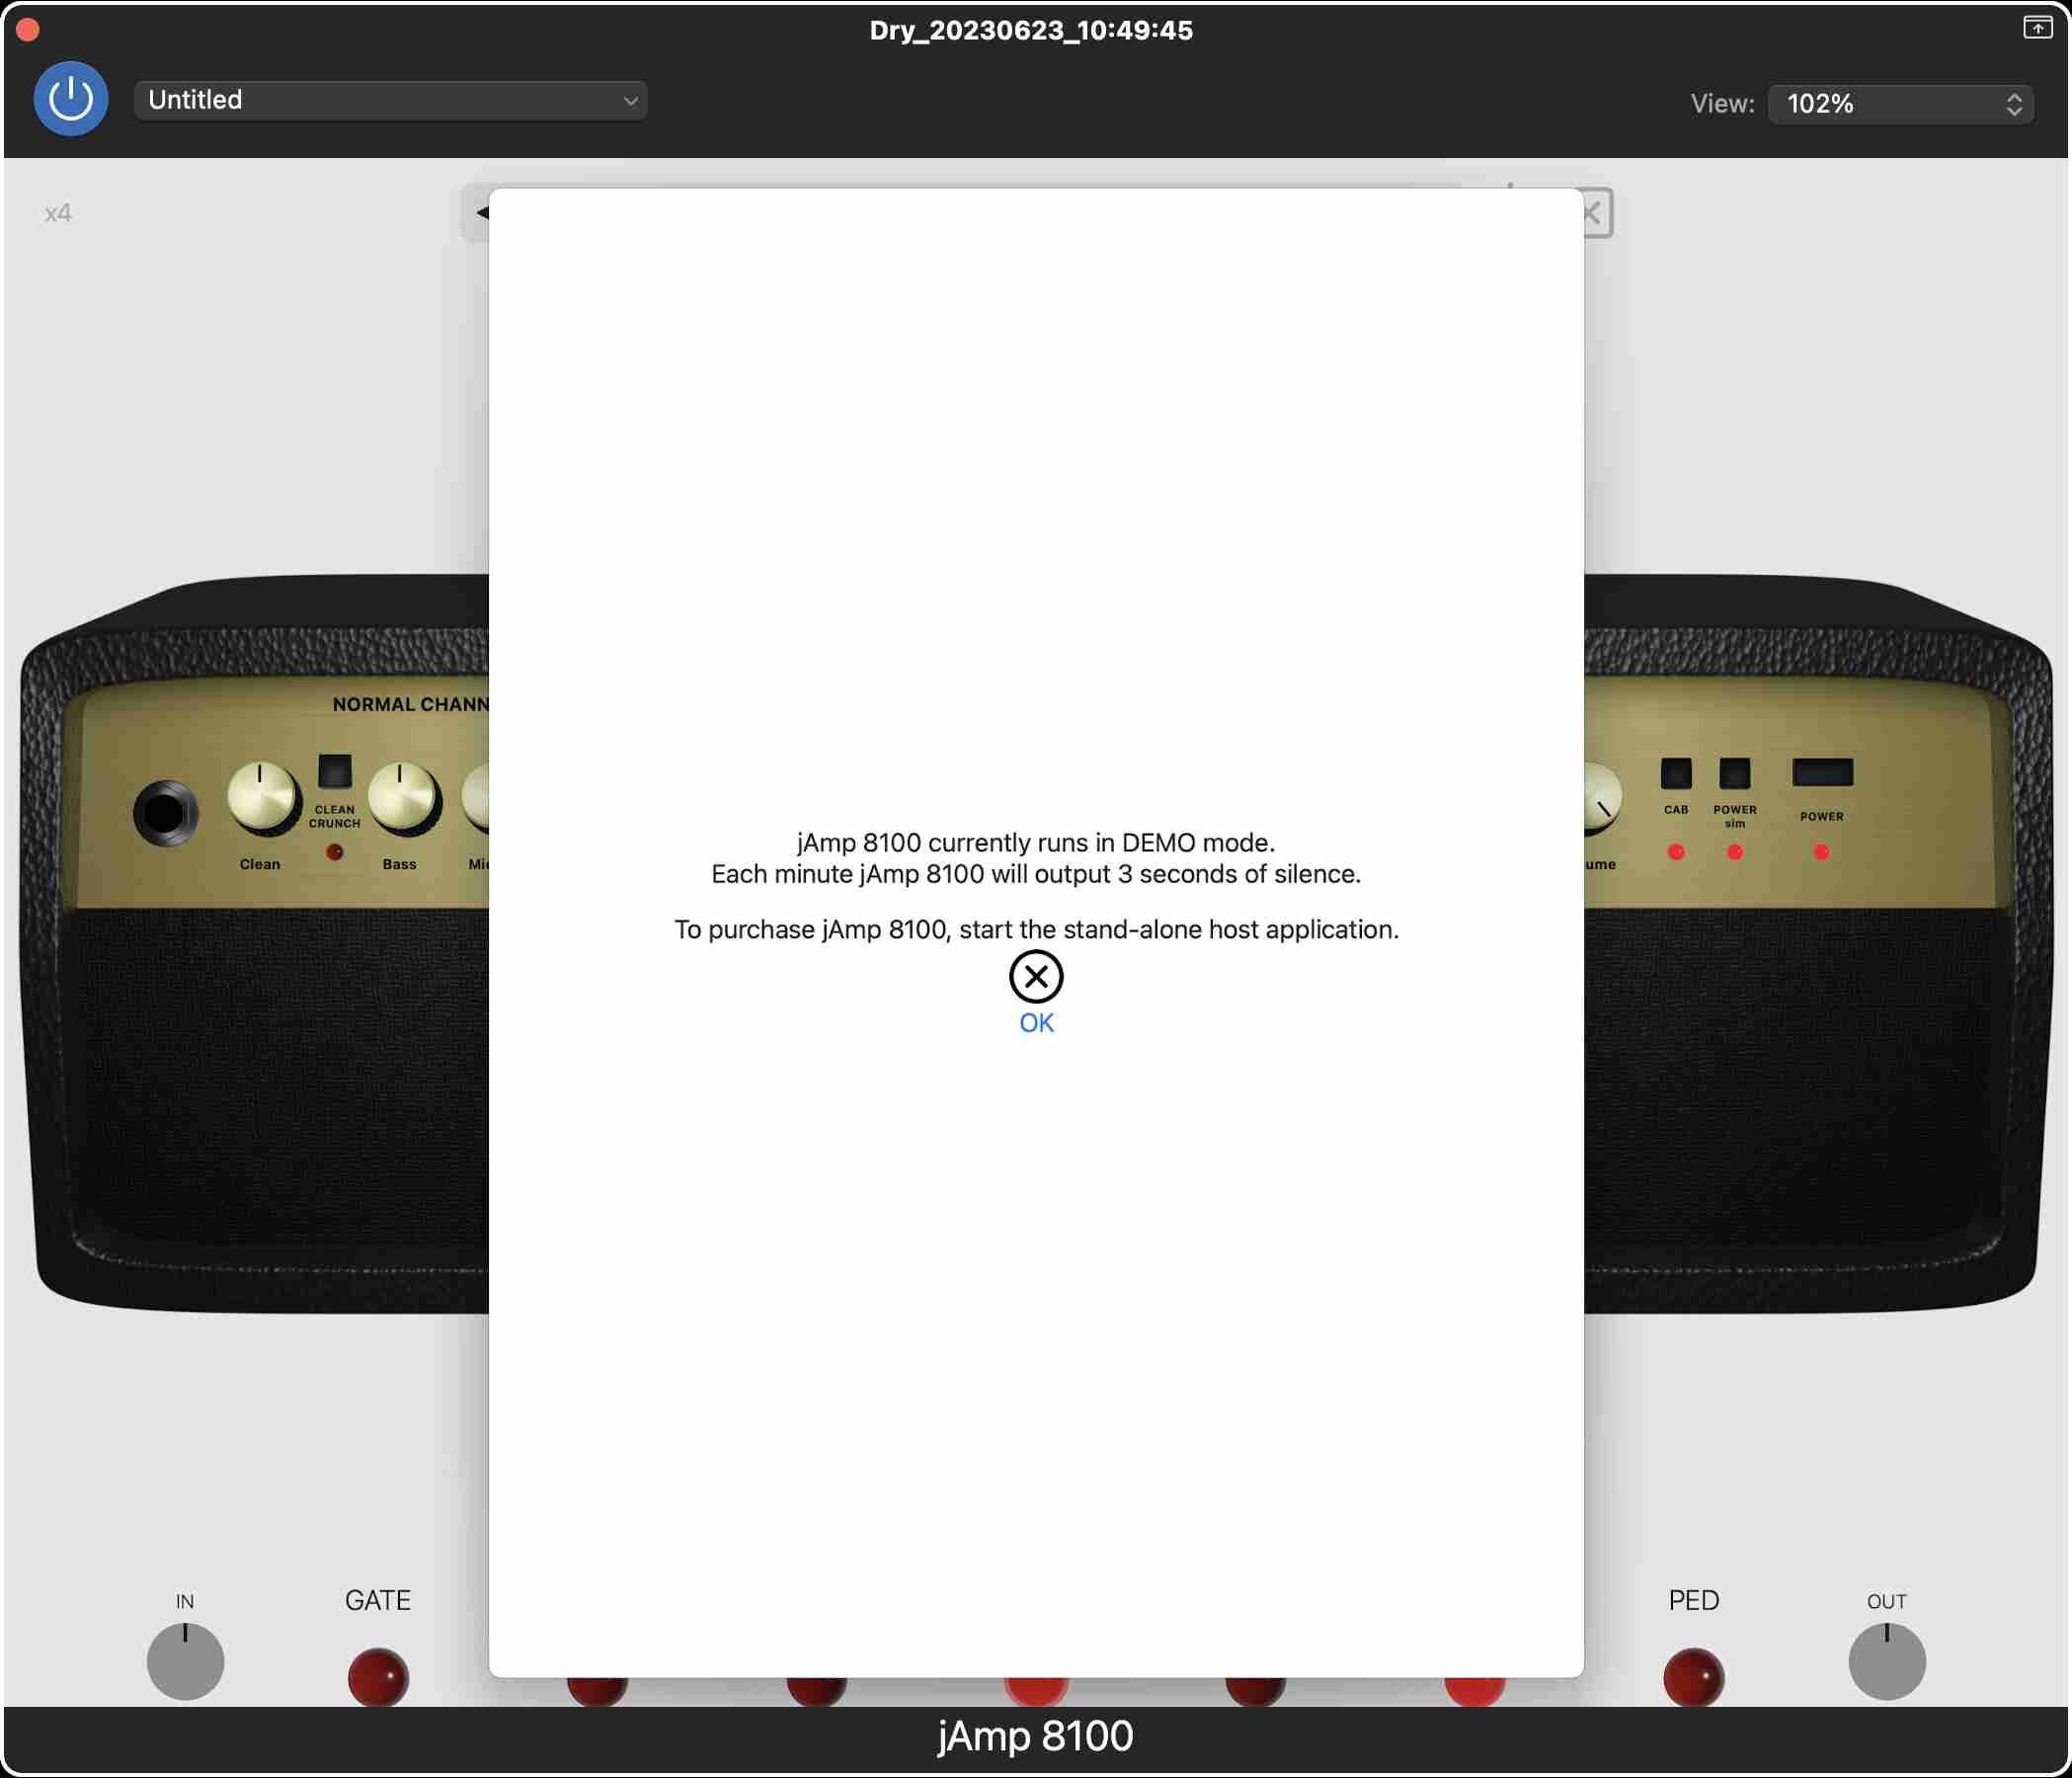 Dry_20230623_10:49:45
Untitled
View: 102%
x4
NORMAL CHANN
CLEAN
CRUNCH
Clean
Bass
Mi
ume
CAB
POWER
sim
POWER
jAmp 8100 currently runs in DEMO mode.
Each minute jAmp 8100 will output 3 seconds of silence.
To purchase jAmp 8100, start the stand-alone host application.
OK
IN
GATE
PED
OUT
jAmp 8100